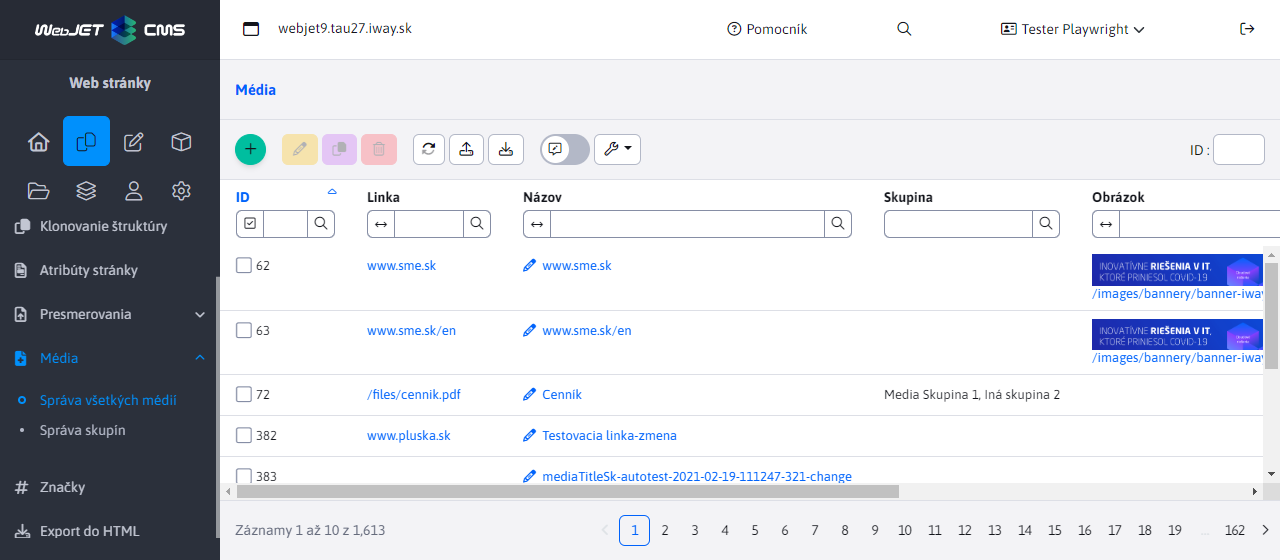 WebJET CMS
webjet9.tau27.iway.sk
Pomocník
Tester Playwright
Web stránky
Média
ID :
Klonovanie štruktúry
Atribúty stránky
Presmerovania
Média
Správa všetkých médií
Správa skupín
Značky
Export do HTML
ID Linka Názov Skupina Obrázok
62 www.sme.sk www.sme.sk
INOVATÍVNE RIEŠENIA V IT,
KTORÉ PRINIESOL COVID-19
/images/bannery/banner-iwa
63 www.sme.sk/en www.sme.sk/en
INOVATÍVNE RIEŠENIA V IT,
KTORÉ PRINIESOL COVID-19
/images/bannery/banner-iwa
72 /files/cennik.pdf Cenník Media Skupina 1, Iná skupina 2
382 www.pluska.sk Testovacia linka-zmena
383 mediaTitleSk-autotest-2021-02-19-111247-321-change
Záznamy 1 až 10 z 1,613
1 2 3 4 5 6 7 8 9 10 11 12 13 14 15 16 17 18 19 … 162